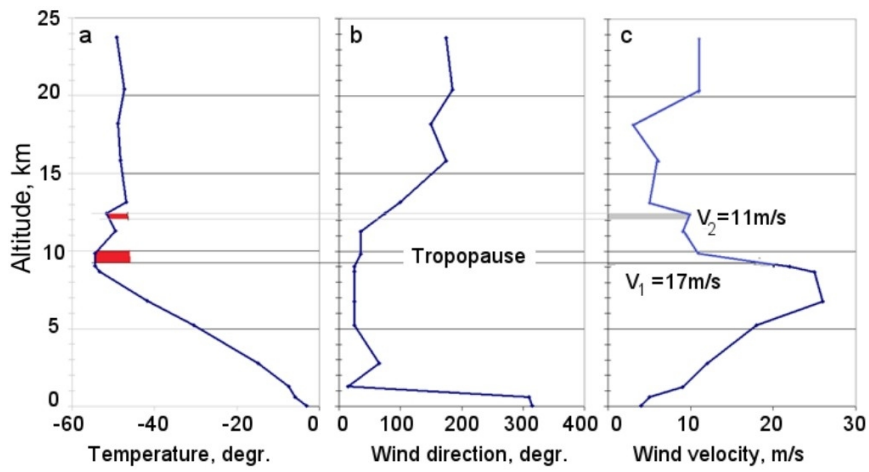 a
b
c
25
20
15
10
5
0
Altitude, km
V2=11m/s
Tropopause
V1 =17m/s
-60 -40 -20 0
0 100 200 300 400
0 10 20 30
Temperature, degr.
Wind direction, degr.
Wind velocity, m/s